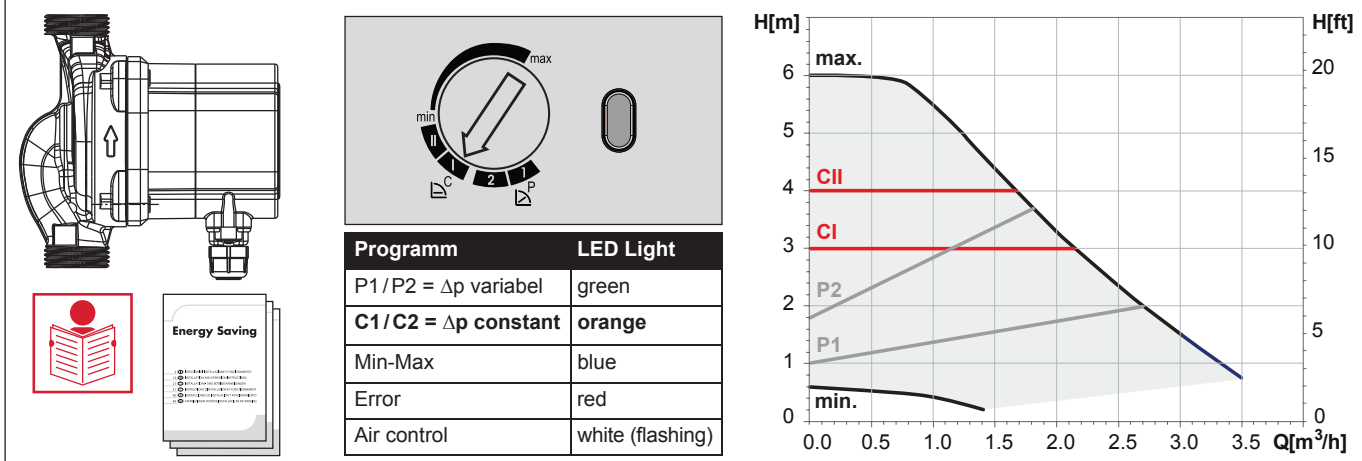 Energy Saving
max
min
II
I
2
1
C
P
Programm LED Light
P1/P2 = Δp variabel green
C1/C2 = Δp constant orange
Min-Max blue
Error red
Air control white (flashing)
H[m] H[ft]
max.
6
5
4
3
2
1
0
20
15
10
5
0
CII
CI
P2
P1
min.
0.0 0.5 1.0 1.5 2.0 2.5 3.0 3.5 Q[m³/h]